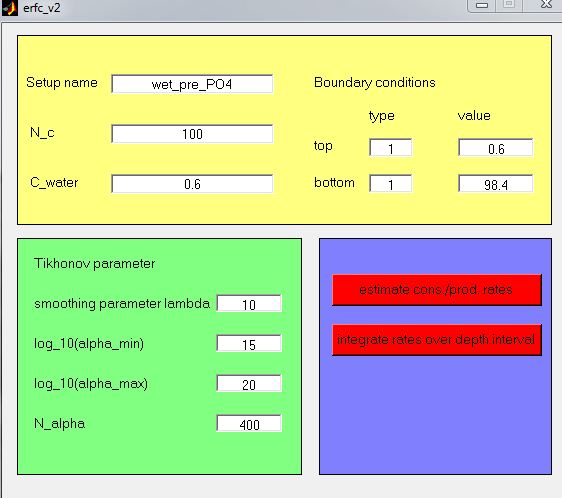 erfc_v2
Setup name wet_pre_PO4
Boundary conditions
type value
N_c 100
top 1 0.6
C_water 0.6
bottom 1 98.4
Tikhonov parameter
smoothing parameter lambda 10
log_10(alpha_min) 15
log_10(alpha_max) 20
N_alpha 400
estimate cons./prod. rates
integrate rates over depth interval